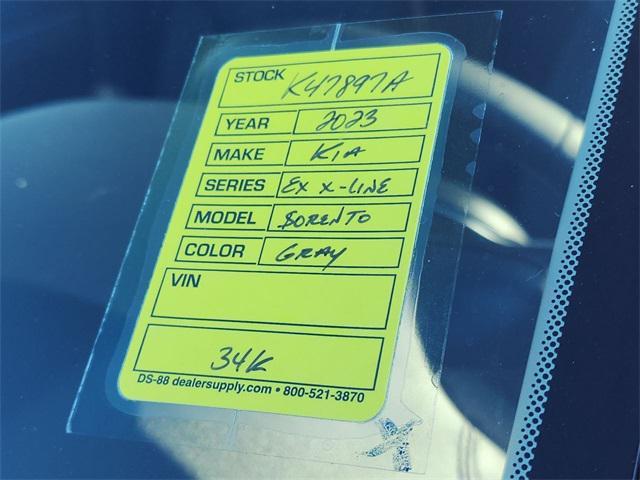 STOCK K47897A
YEAR 2023
MAKE KIA
SERIES EX X-LINE
MODEL SORENTO
COLOR GRAY
VIN
34K
DS-88 dealersupply.com • 800-521-3870